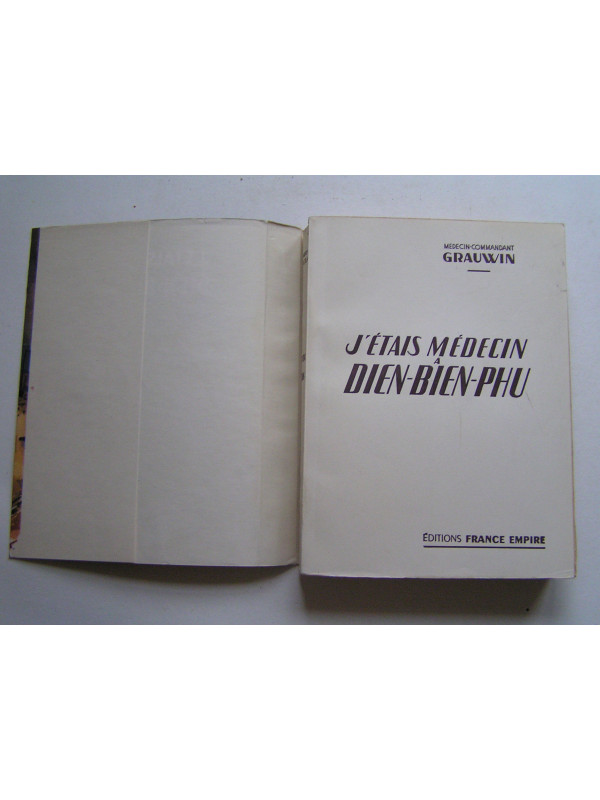 MÉDECIN-COMMANDANT
GRAUWIN
J'ÉTAIS MÉDECIN
A
DIEN-BIEN-PHU
ÉDITIONS FRANCE EMPIRE